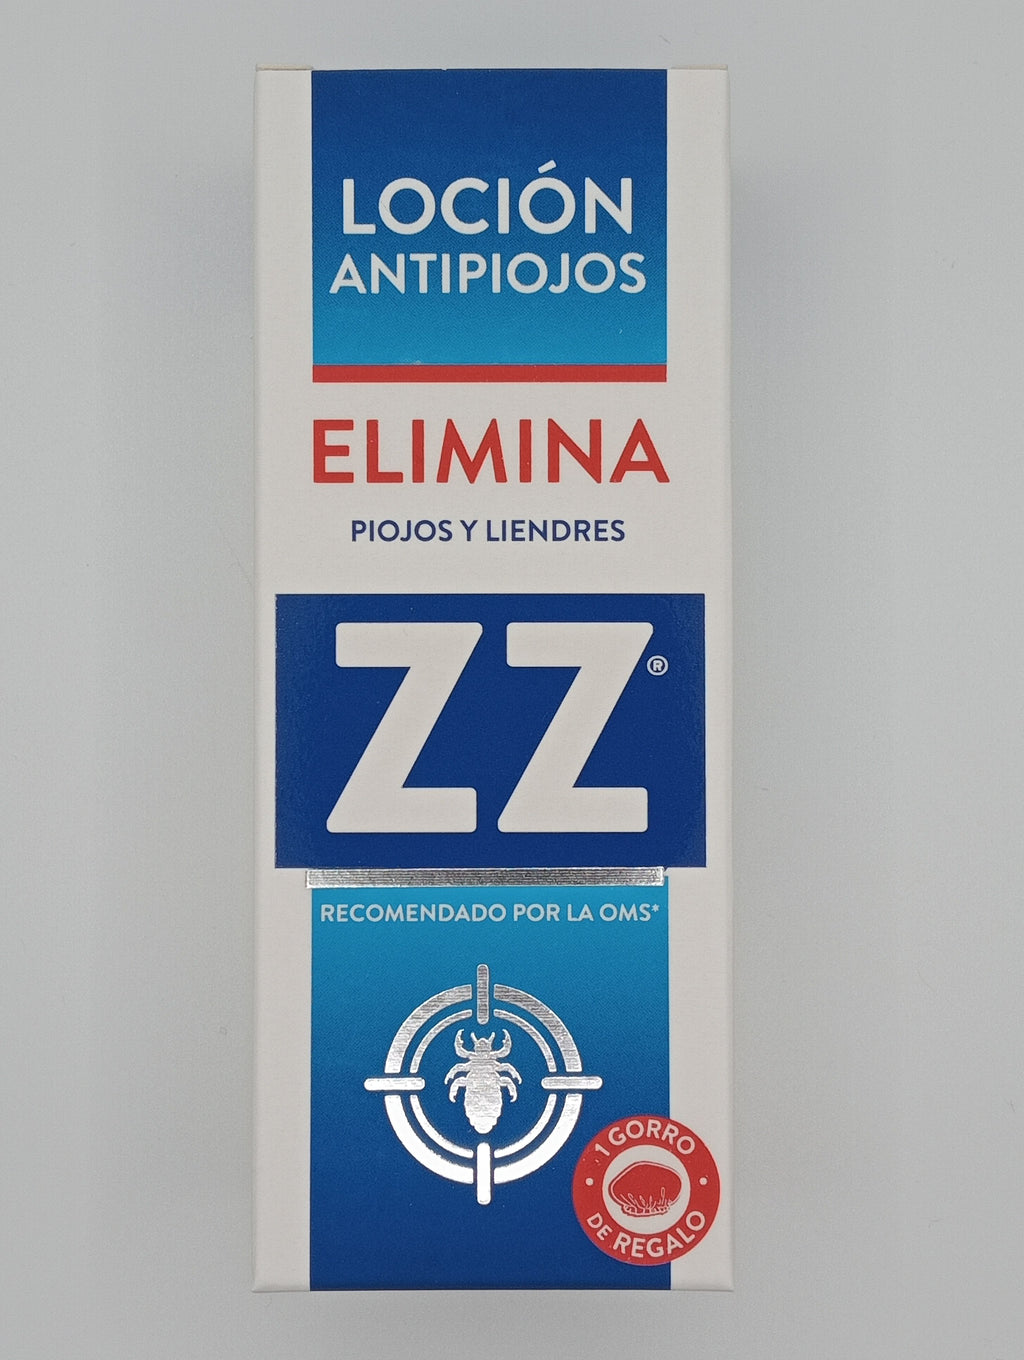 LOCIÓN
ANTIPIOJOS
ELIMINA
PIOJOS Y LIENDRES
ZZ®
RECOMENDADO POR LA OMS*
1 GORRO
DE REGALO